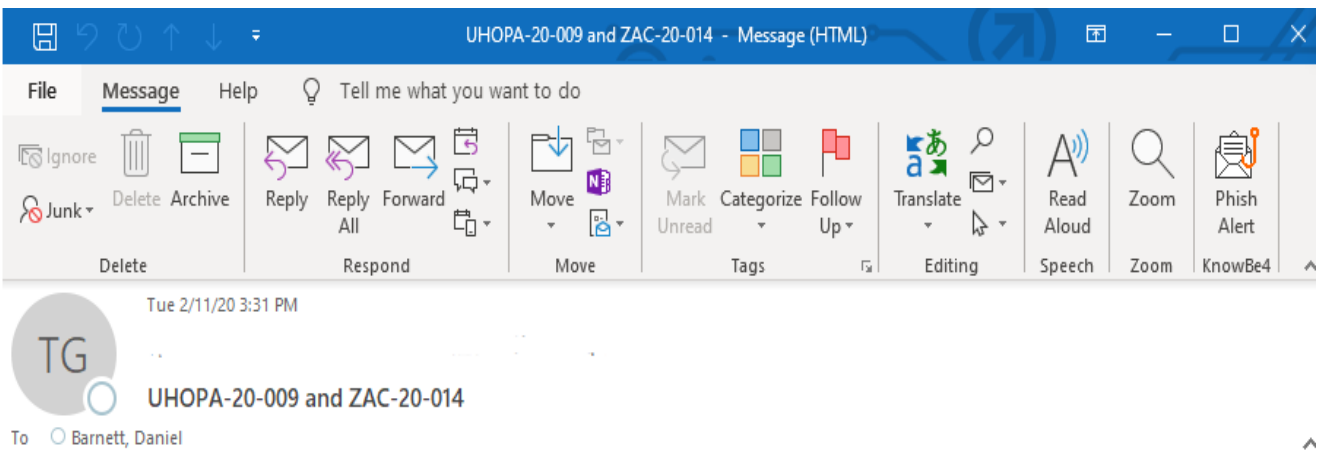 UHOPA-20-009 and ZAC-20-014 - Message (HTML)
File Message Help Tell me what you want to do
Ignore
Junk
Delete Archive
Reply Reply All Forward
Move
Mark Unread Categorize Follow Up
Translate
Read Aloud
Zoom
Phish Alert
Delete Respond Move Tags Editing Speech Zoom KnowBe4
Tue 2/11/20 3:31 PM
TG
UHOPA-20-009 and ZAC-20-014
To Barnett, Daniel